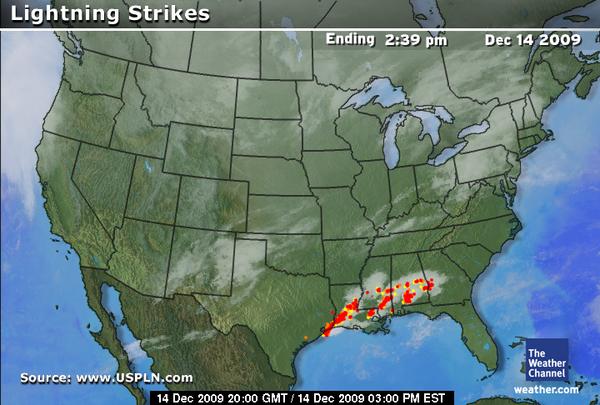 Lightning Strikes
Ending 2:39 pm Dec 14 2009
The
Weather
Channel
weather.com
Source: www.USPLN.com
14 Dec 2009 20:00 GMT / 14 Dec 2009 03:00 PM EST